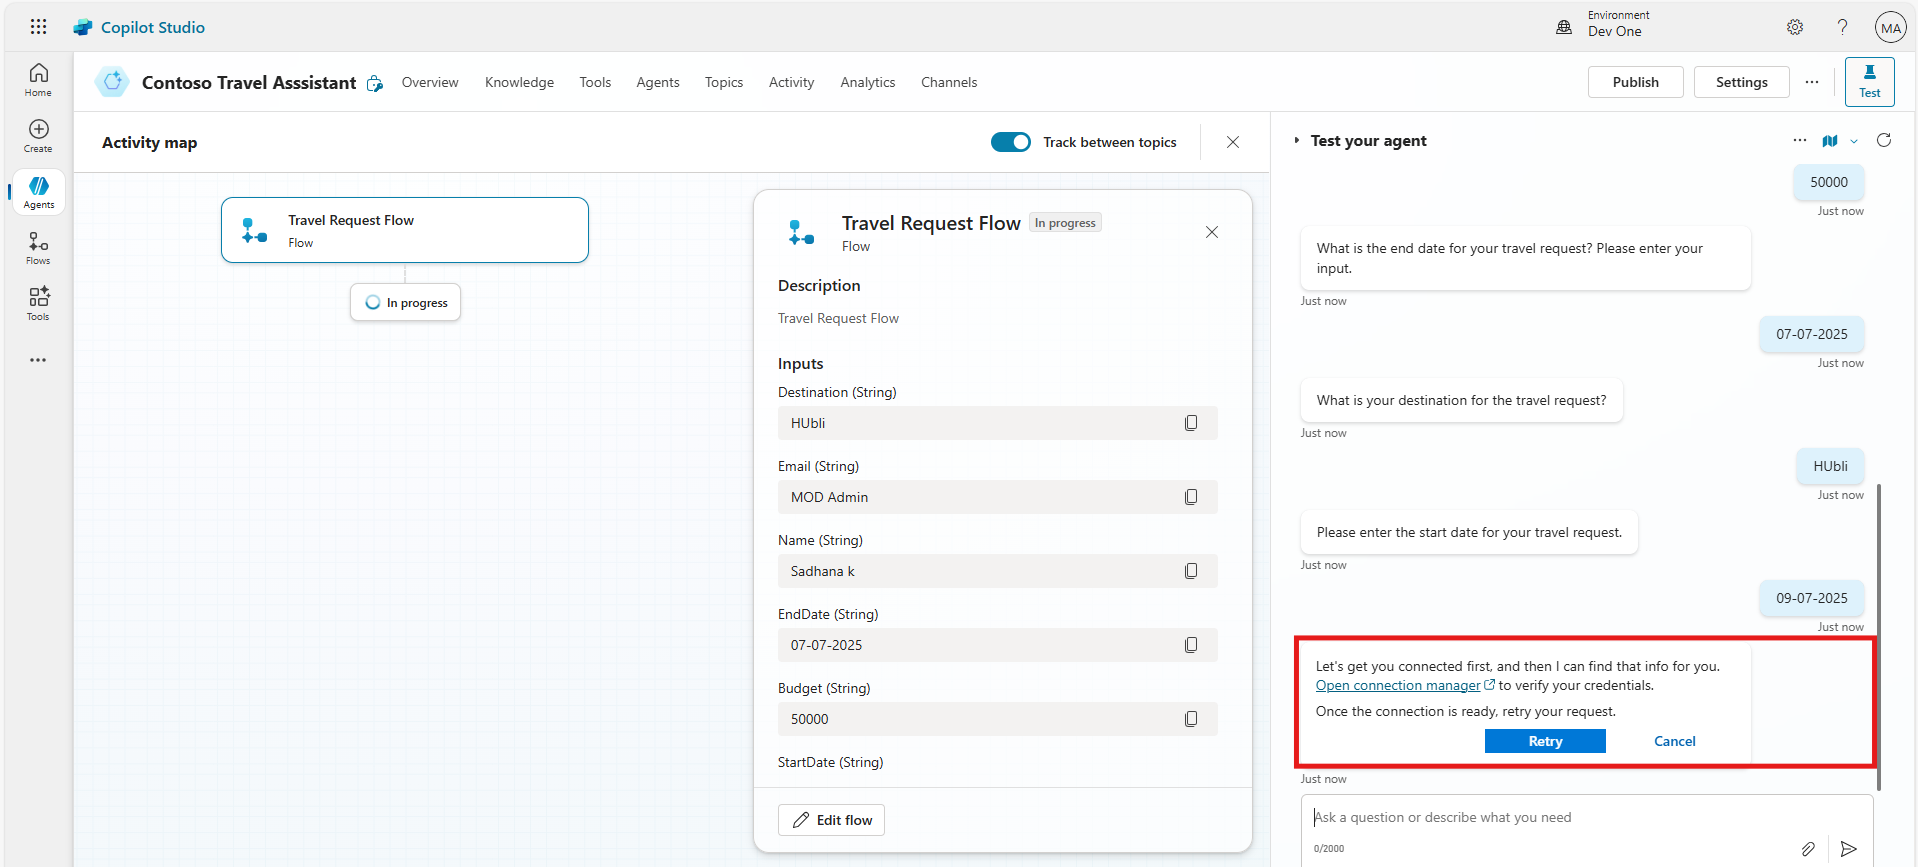 Copilot Studio
Environment
Dev One
MA
Home
Create
Agents
Flows
Tools
Contoso Travel Asssistant
Overview
Knowledge
Tools
Agents
Topics
Activity
Analytics
Channels
Publish
Settings
Test
Activity map
Track between topics
Travel Request Flow
Flow
In progress
Travel Request Flow
In progress
Flow
Description
Travel Request Flow
Inputs
Destination (String)
HUbli
Email (String)
MOD Admin
Name (String)
Sadhana k
EndDate (String)
07-07-2025
Budget (String)
50000
StartDate (String)
Edit flow
Test your agent
50000
Just now
What is the end date for your travel request? Please enter your
input.
Just now
07-07-2025
Just now
What is your destination for the travel request?
Just now
HUbli
Just now
Please enter the start date for your travel request.
Just now
09-07-2025
Just now
Let's get you connected first, and then I can find that info for you.
Open connection manager to verify your credentials.
Once the connection is ready, retry your request.
Retry
Cancel
Just now
Ask a question or describe what you need
0/2000